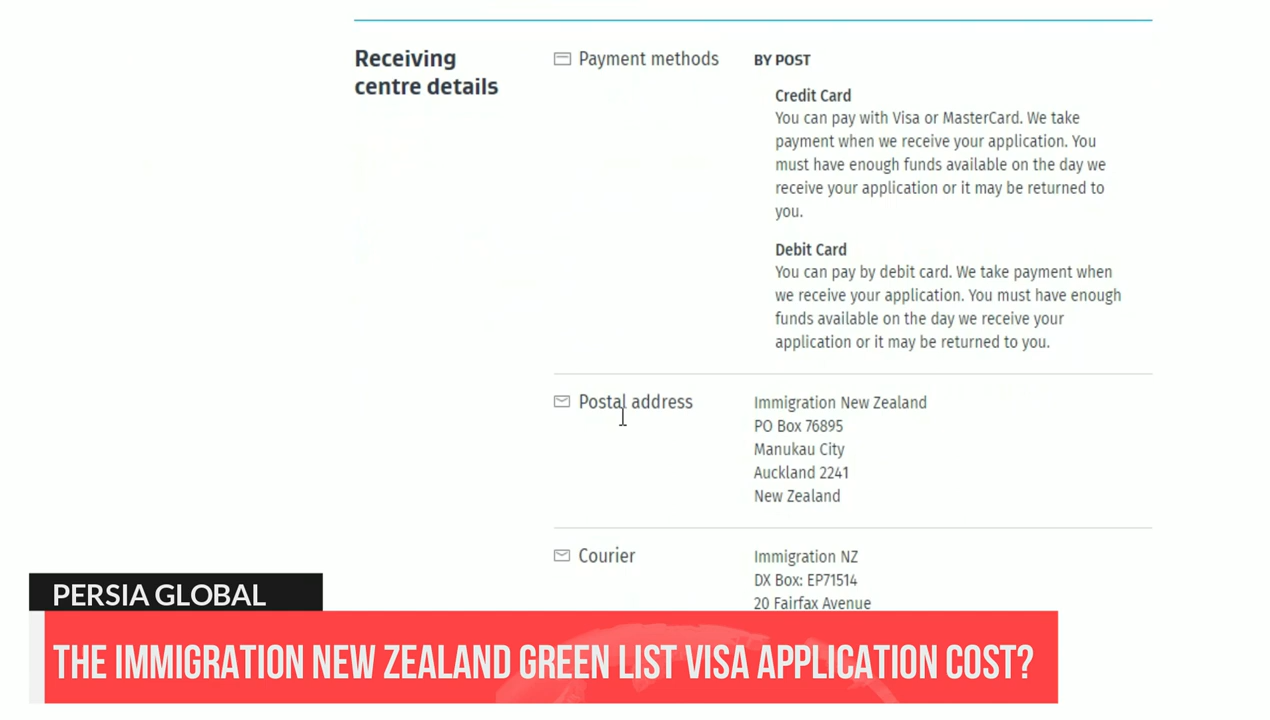 Receiving
centre details
Payment methods
BY POST
Credit Card
You can pay with Visa or MasterCard. We take
payment when we receive your application. You
must have enough funds available on the day we
receive your application or it may be returned to
you.
Debit Card
You can pay by debit card. We take payment when
we receive your application. You must have enough
funds available on the day we receive your
application or it may be returned to you.
Postal address
Immigration New Zealand
PO Box 76895
Manukau City
Auckland 2241
New Zealand
Courier
Immigration NZ
DX Box: EP71514
20 Fairfax Avenue
PERSIA GLOBAL
THE IMMIGRATION NEW ZEALAND GREEN LIST VISA APPLICATION COST?